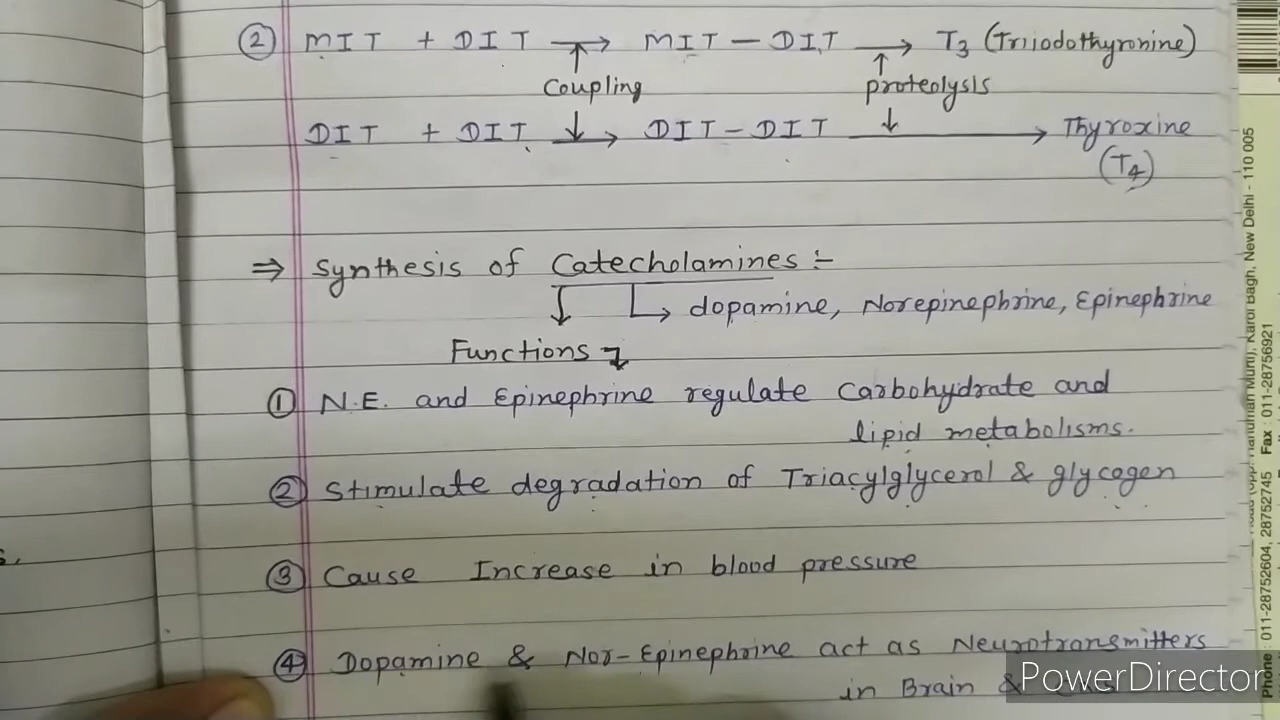 ② MIT + DIT → MIT - DIT → T3 (Triiodothyronine)
↑ Coupling ↑ proteolysis
DIT + DIT ↓ → DIT - DIT ↓ → Thyroxine
(T4)
⇒ Synthesis of Catecholamines :-
↓ ↳ dopamine, Norepinephrine, Epinephrine
Functions ↴
① N.E. and Epinephrine regulate Carbohydrate and
lipid metabolisms.
② Stimulate degradation of Triacylglycerol & glycogen
③ Cause Increase in blood pressure
④ Dopamine & Nor-Epinephrine act as Neurotransmitters
in Brain &
PowerDirector
s.
Karol Bagh, New Delhi - 110 005
Phone : 011-28752604, 28752745 Fax : 011-28756921